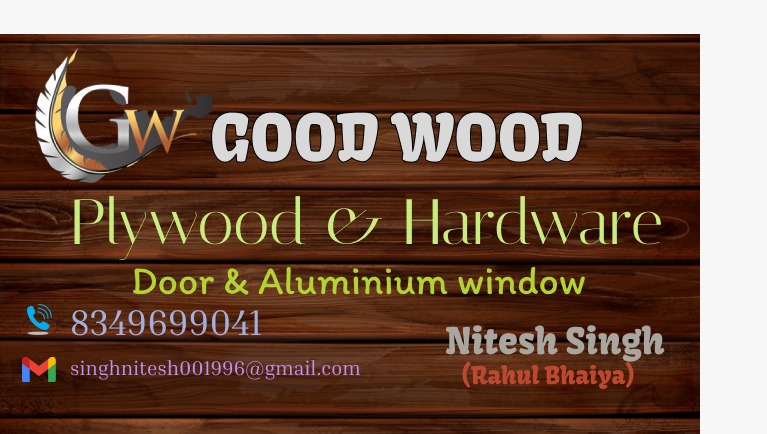 GW
GOOD WOOD
Plywood & Hardware
Door & Aluminium window
8349699041
singhnitesh001996@gmail.com
Nitesh Singh
(Rahul Bhaiya)